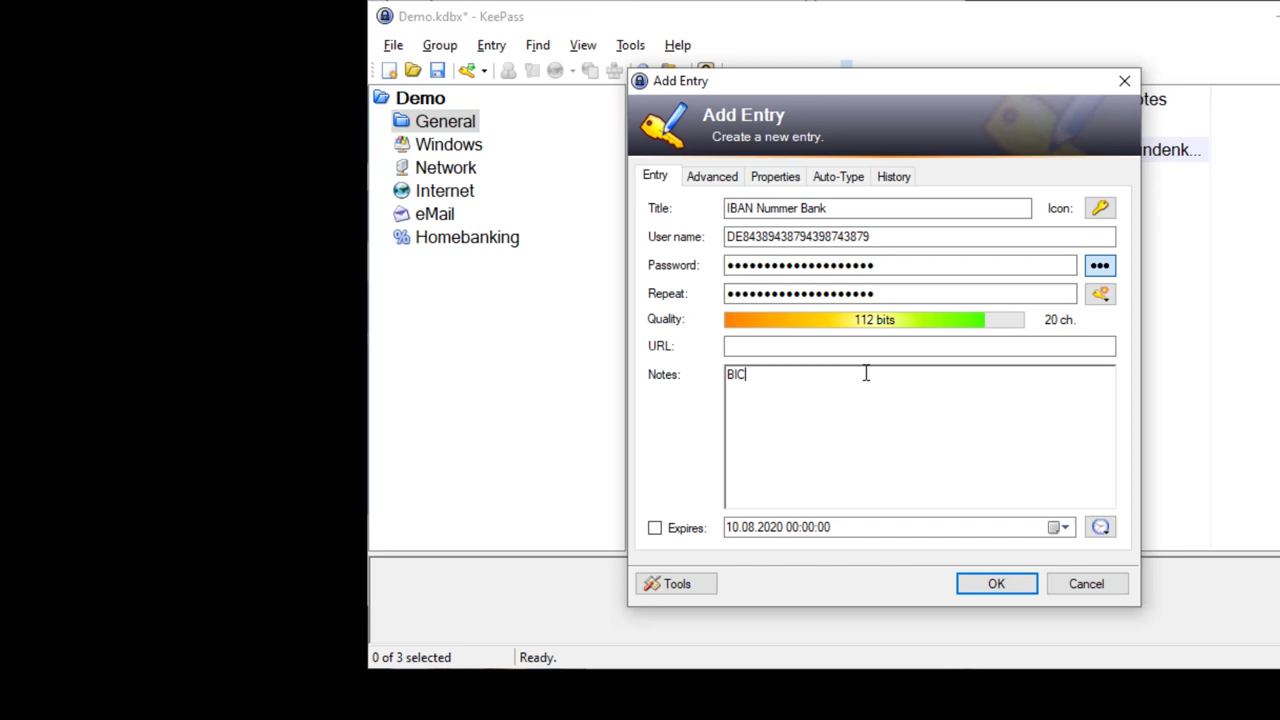 Demo.kdbx* - KeePass
File Group Entry Find View Tools Help
Demo
General
Windows
Network
Internet
eMail
Homebanking
Add Entry
Add Entry
Create a new entry.
Entry Advanced Properties Auto-Type History
Title: IBAN Nummer Bank Icon:
User name: DE84389438794398743879
Password: ●●●●●●●●●●●●●●●●●●●● •••
Repeat: ●●●●●●●●●●●●●●●●●●●●
Quality: 112 bits 20 ch.
URL:
Notes: BIC
Expires: 10.08.2020 00:00:00
Tools OK Cancel
0 of 3 selected Ready.